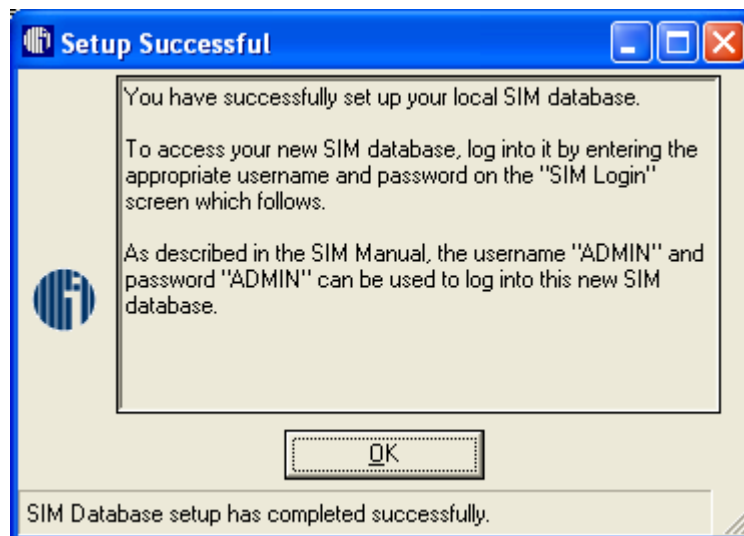 Setup Successful
You have successfully set up your local SIM database.
To access your new SIM database, log into it by entering the
appropriate username and password on the "SIM Login"
screen which follows.
As described in the SIM Manual, the username "ADMIN" and
password "ADMIN" can be used to log into this new SIM
database.
OK
SIM Database setup has completed successfully.